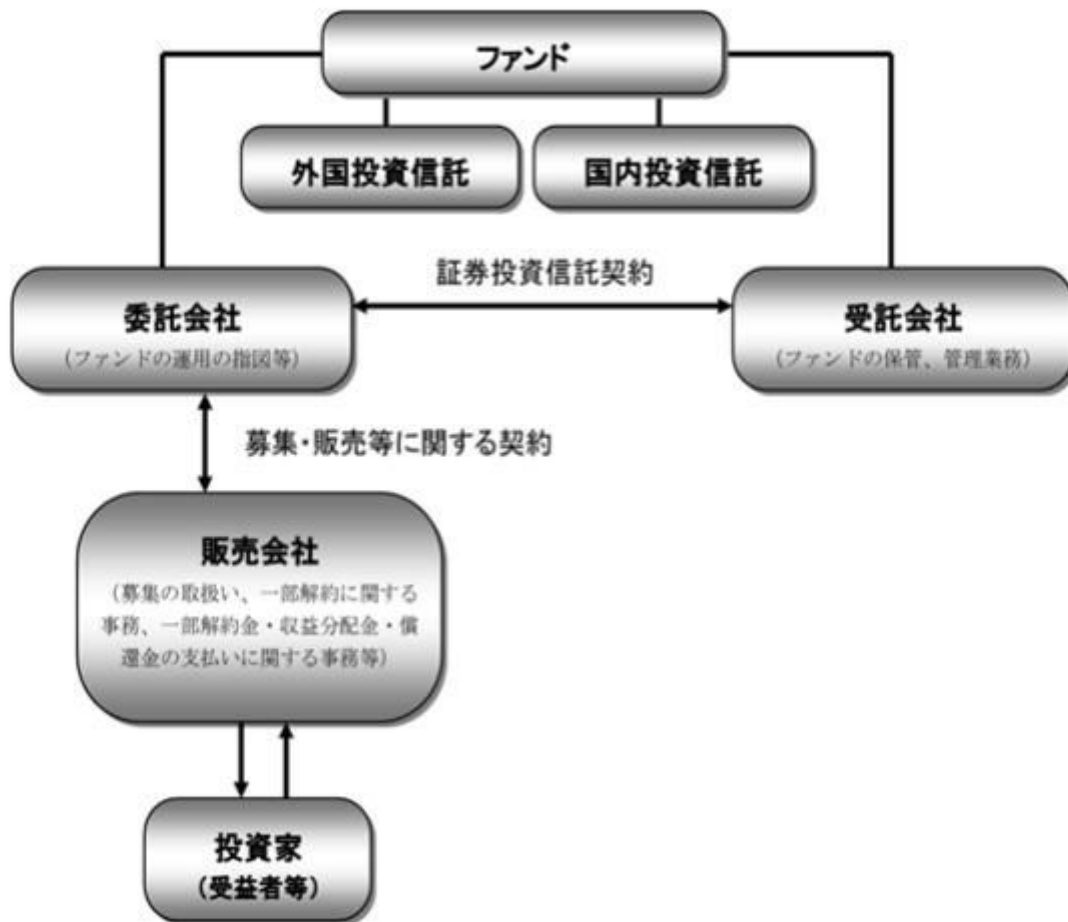 ファンド
外国投資信託
国内投資信託
証券投資信託契約
委託会社
（ファンドの運用の指図等）
受託会社
（ファンドの保管、管理業務）
募集・販売等に関する契約
販売会社
（募集の取扱い、一部解約に関する
事務、一部解約金・収益分配金・償
還金の支払いに関する事務等）
投資家
（受益者等）